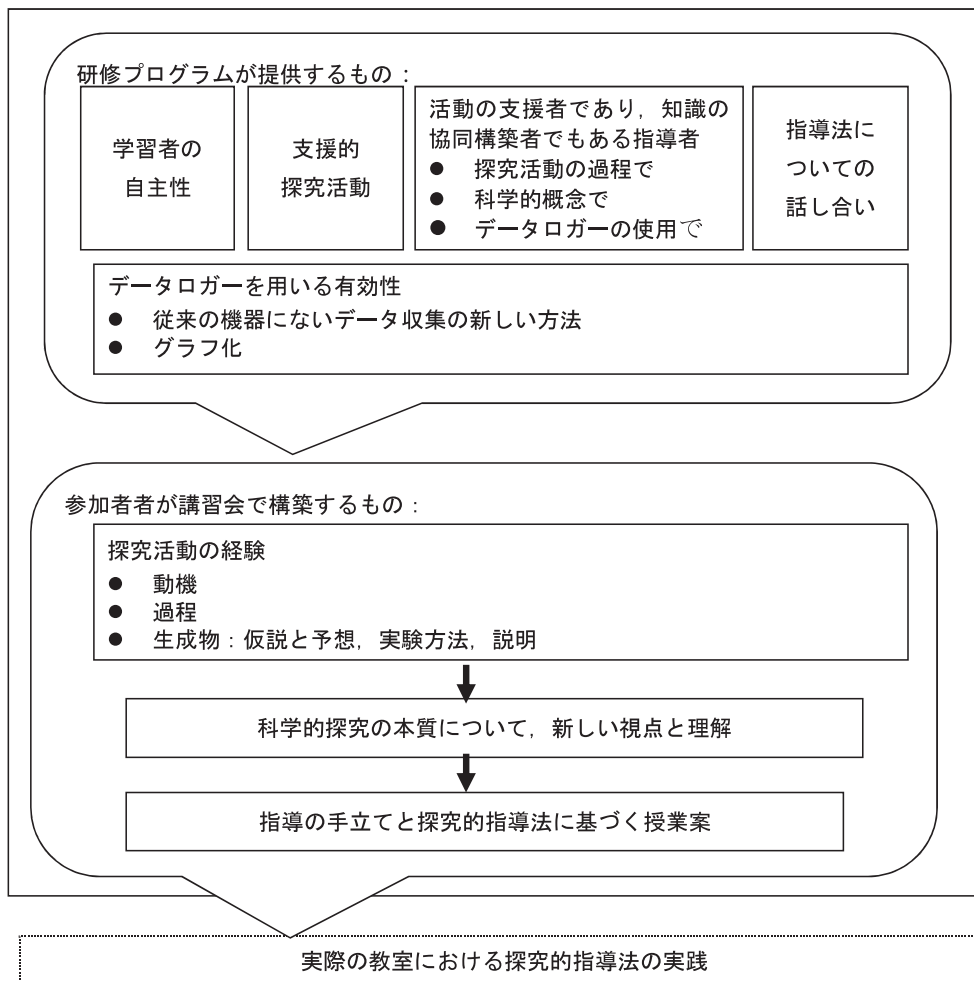 研修プログラムが提供するもの：
学習者の
自主性
支援的
探究活動
活動の支援者であり，知識の
協同構築者でもある指導者
● 探究活動の過程で
● 科学的概念で
● データロガーの使用で
指導法に
ついての
話し合い
データロガーを用いる有効性
● 従来の機器にないデータ収集の新しい方法
● グラフ化
参加者者が講習会で構築するもの：
探究活動の経験
● 動機
● 過程
● 生成物：仮説と予想，実験方法，説明
科学的探究の本質について，新しい視点と理解
指導の手立てと探究的指導法に基づく授業案
実際の教室における探究的指導法の実践